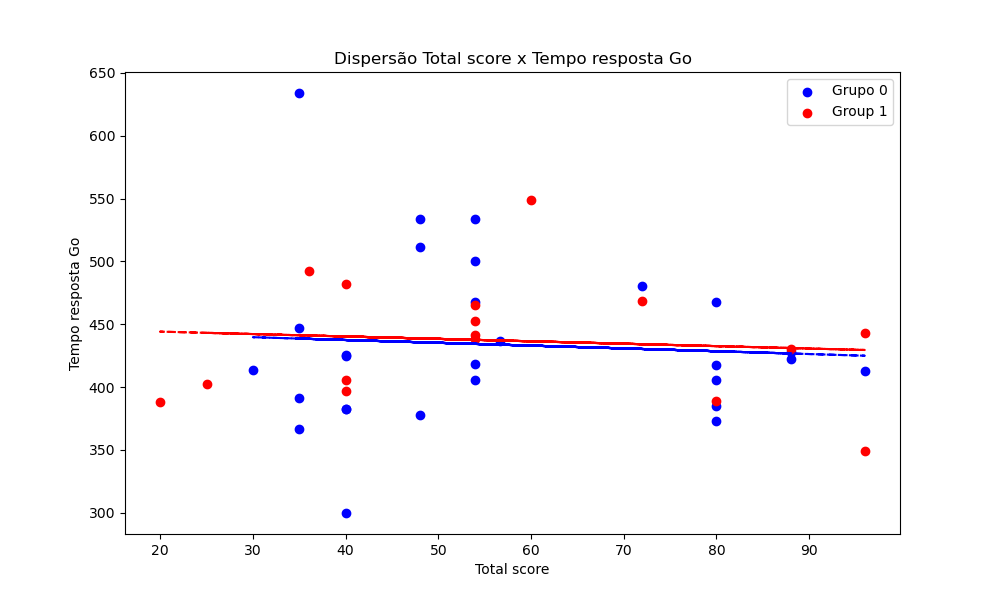 Dispersão Total score x Tempo resposta Go
Grupo 0
Group 1
Tempo resposta Go
650
600
550
500
450
400
350
300
20 30 40 50 60 70 80 90
Total score